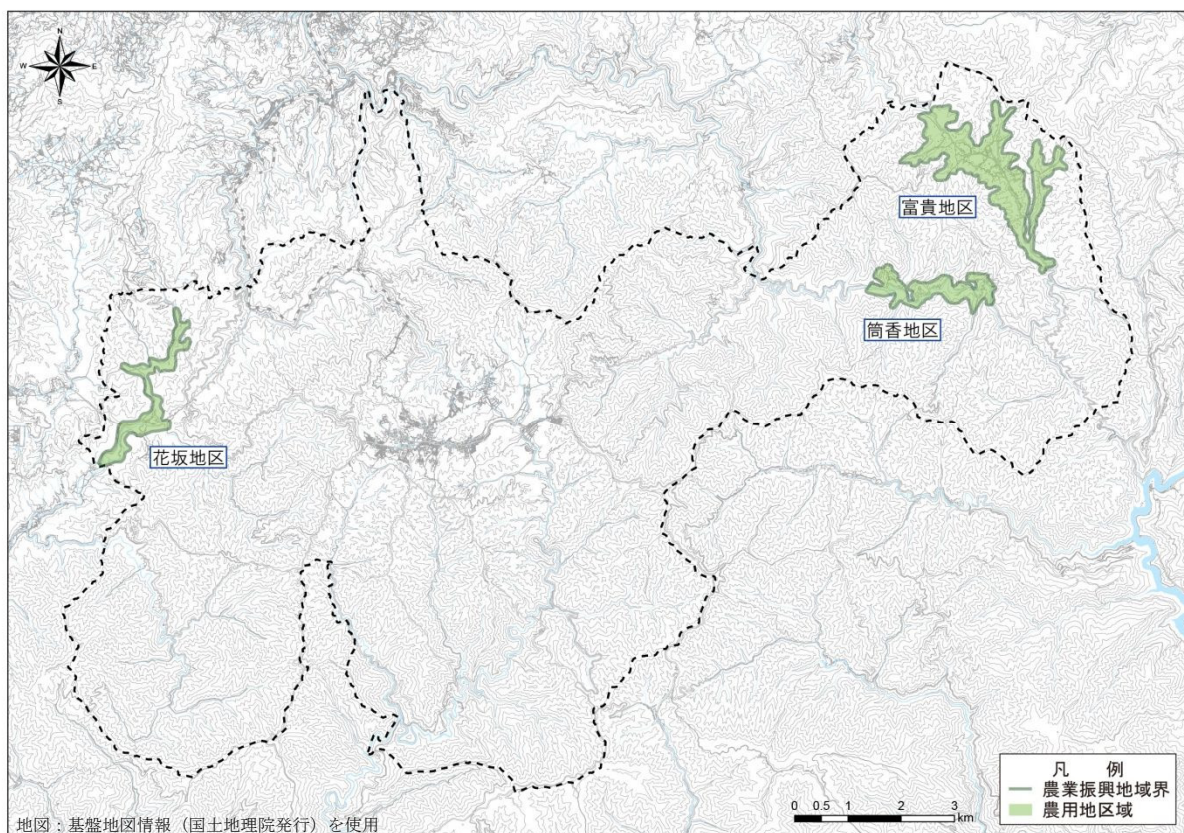 N
W E
S
富貴地区
筒香地区
花坂地区
凡 例
農業振興地域界
農用地区域
0 0.5 1 2 3
km
地図：基盤地図情報（国土地理院発行）を使用